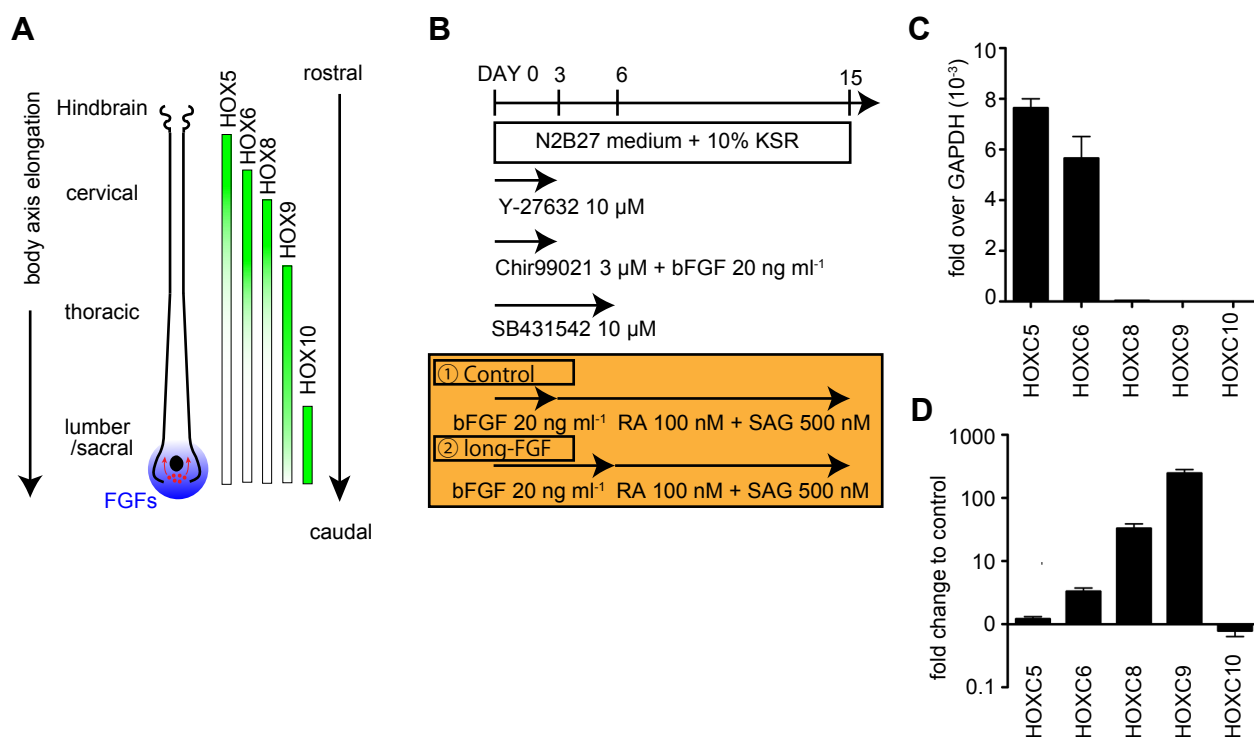 A
body axis elongation
Hindbrain
cervical
thoracic
lumber
/sacral
FGFs
HOX5
HOX6
HOX8
HOX9
HOX10
rostral
caudal
B
DAY 0 3 6 15
N2B27 medium + 10% KSR
Y-27632 10 µM
Chir99021 3 µM + bFGF 20 ng ml⁻¹
SB431542 10 µM
① Control
bFGF 20 ng ml⁻¹ RA 100 nM + SAG 500 nM
② long-FGF
bFGF 20 ng ml⁻¹ RA 100 nM + SAG 500 nM
C
fold over GAPDH (10⁻³)
10
8
6
4
2
0
HOXC5
HOXC6
HOXC8
HOXC9
HOXC10
D
fold change to control
1000
100
10
0
0.1
HOXC5
HOXC6
HOXC8
HOXC9
HOXC10